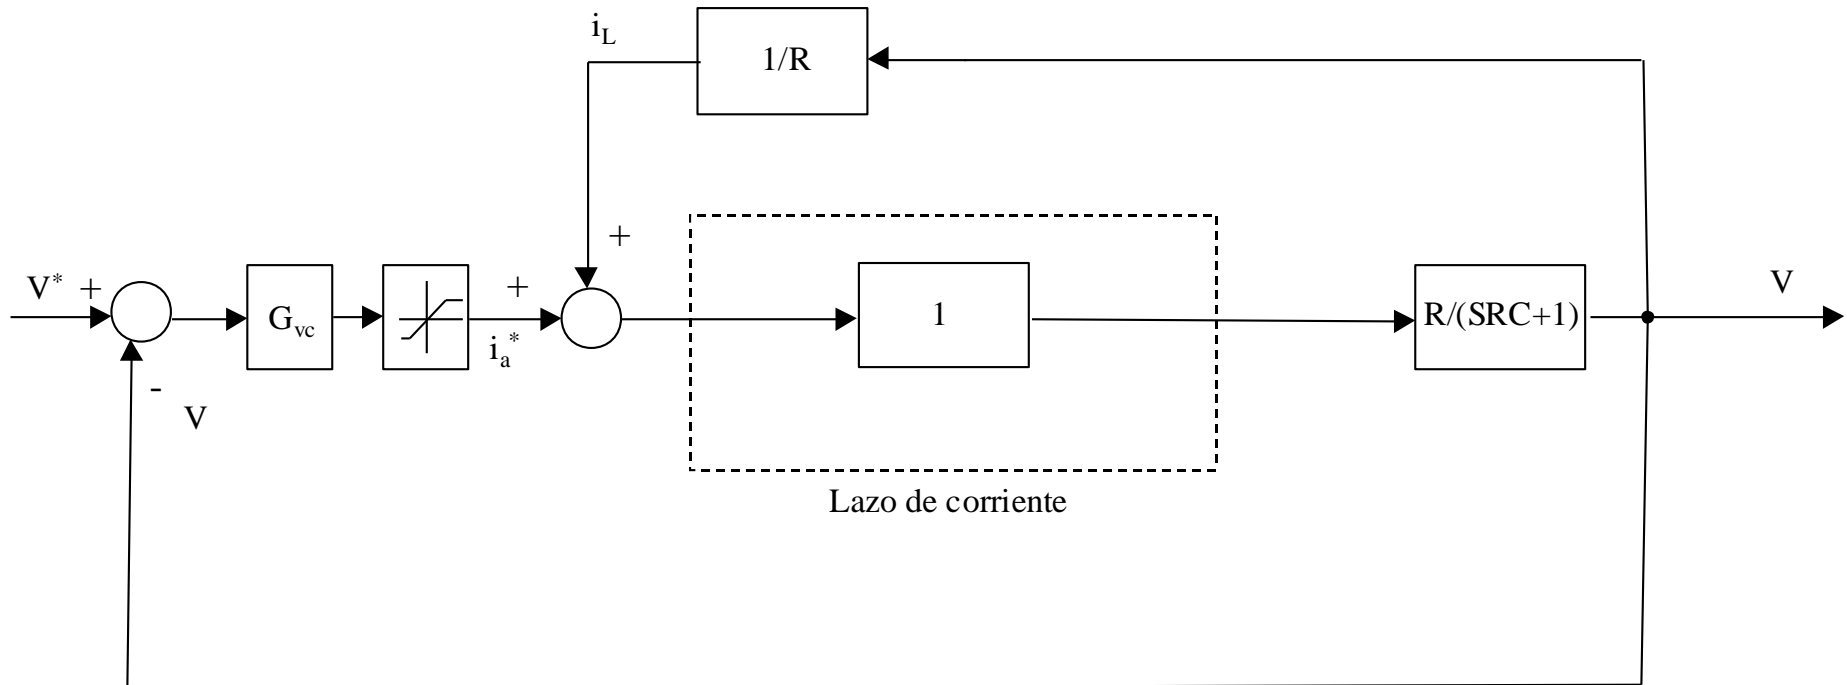 i_L
1/R
+
V* +
G_vc
+
i_a*
1
R/(SRC+1)
V
-
V
Lazo de corriente